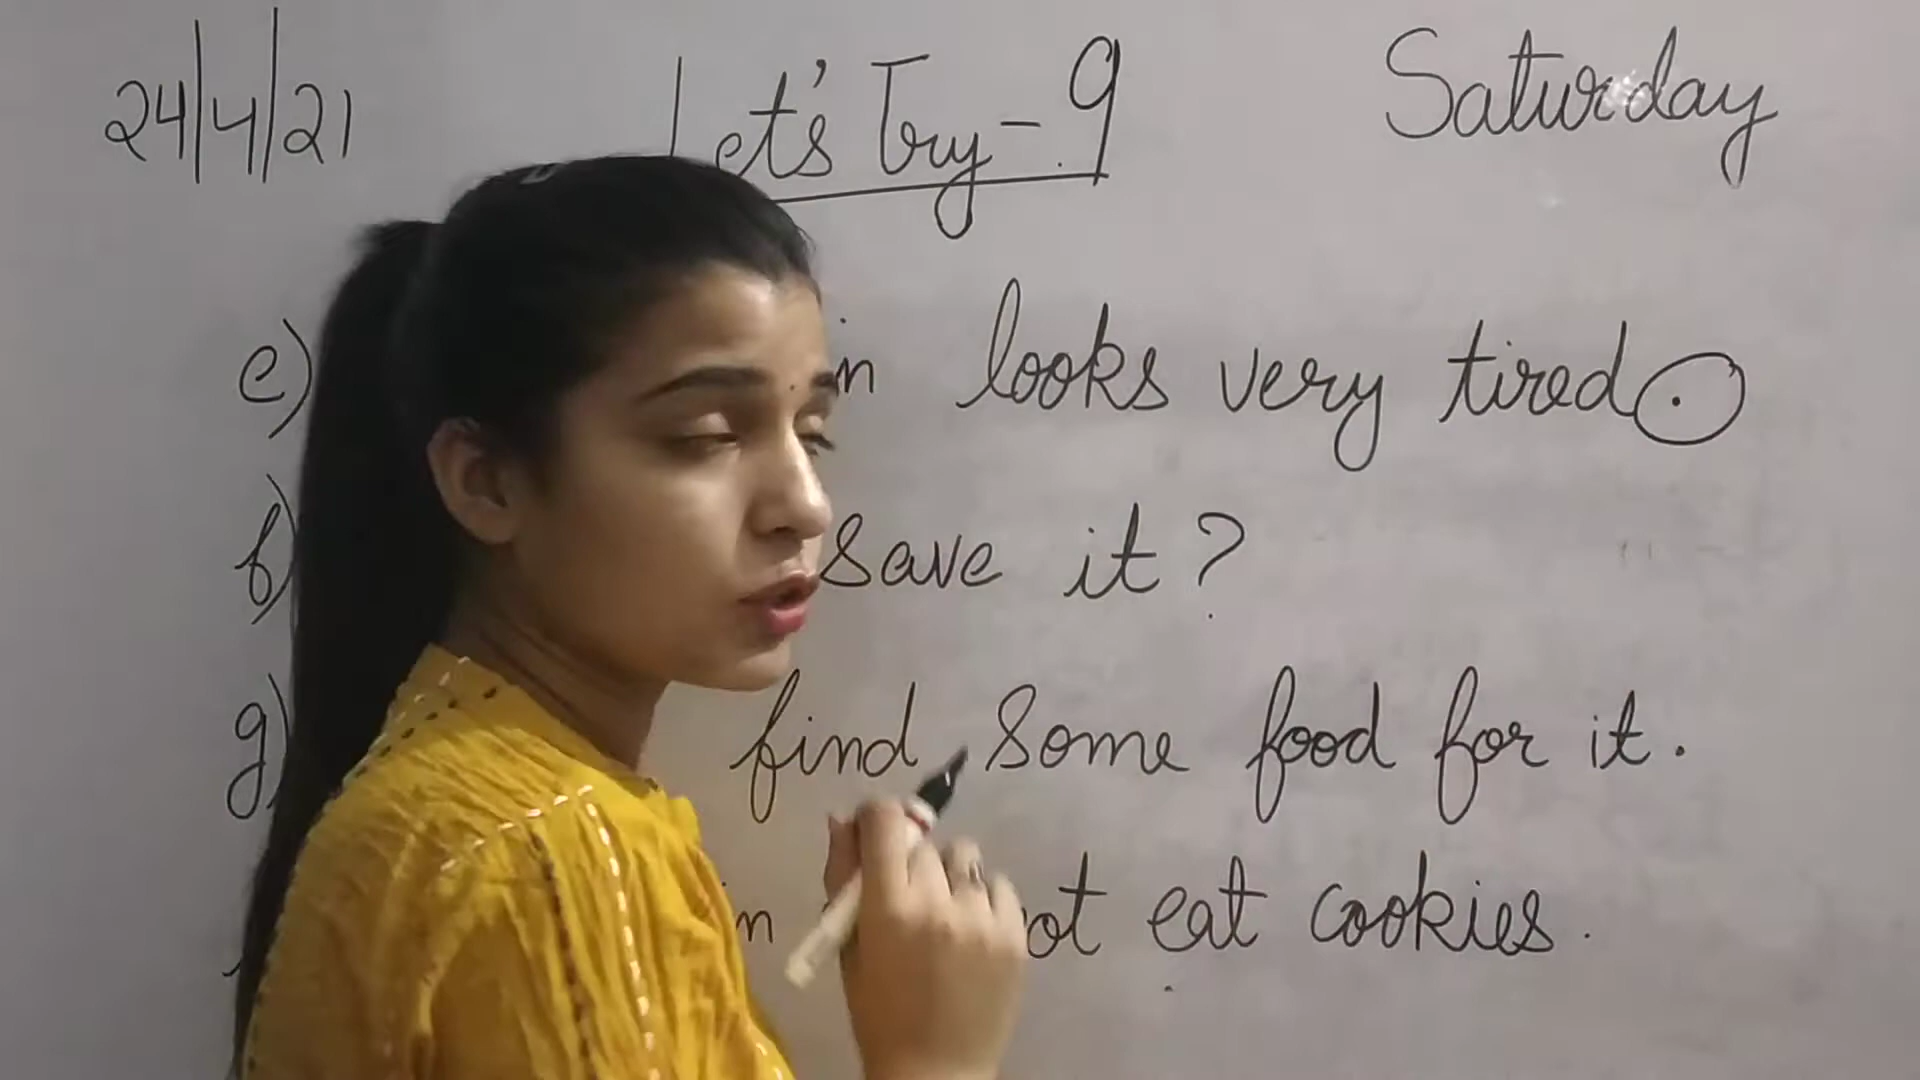 24/4/21 Let's Try - 9 Saturday
e) looks very tired.
f) save it?
g) find some food for it.
eat cookies.